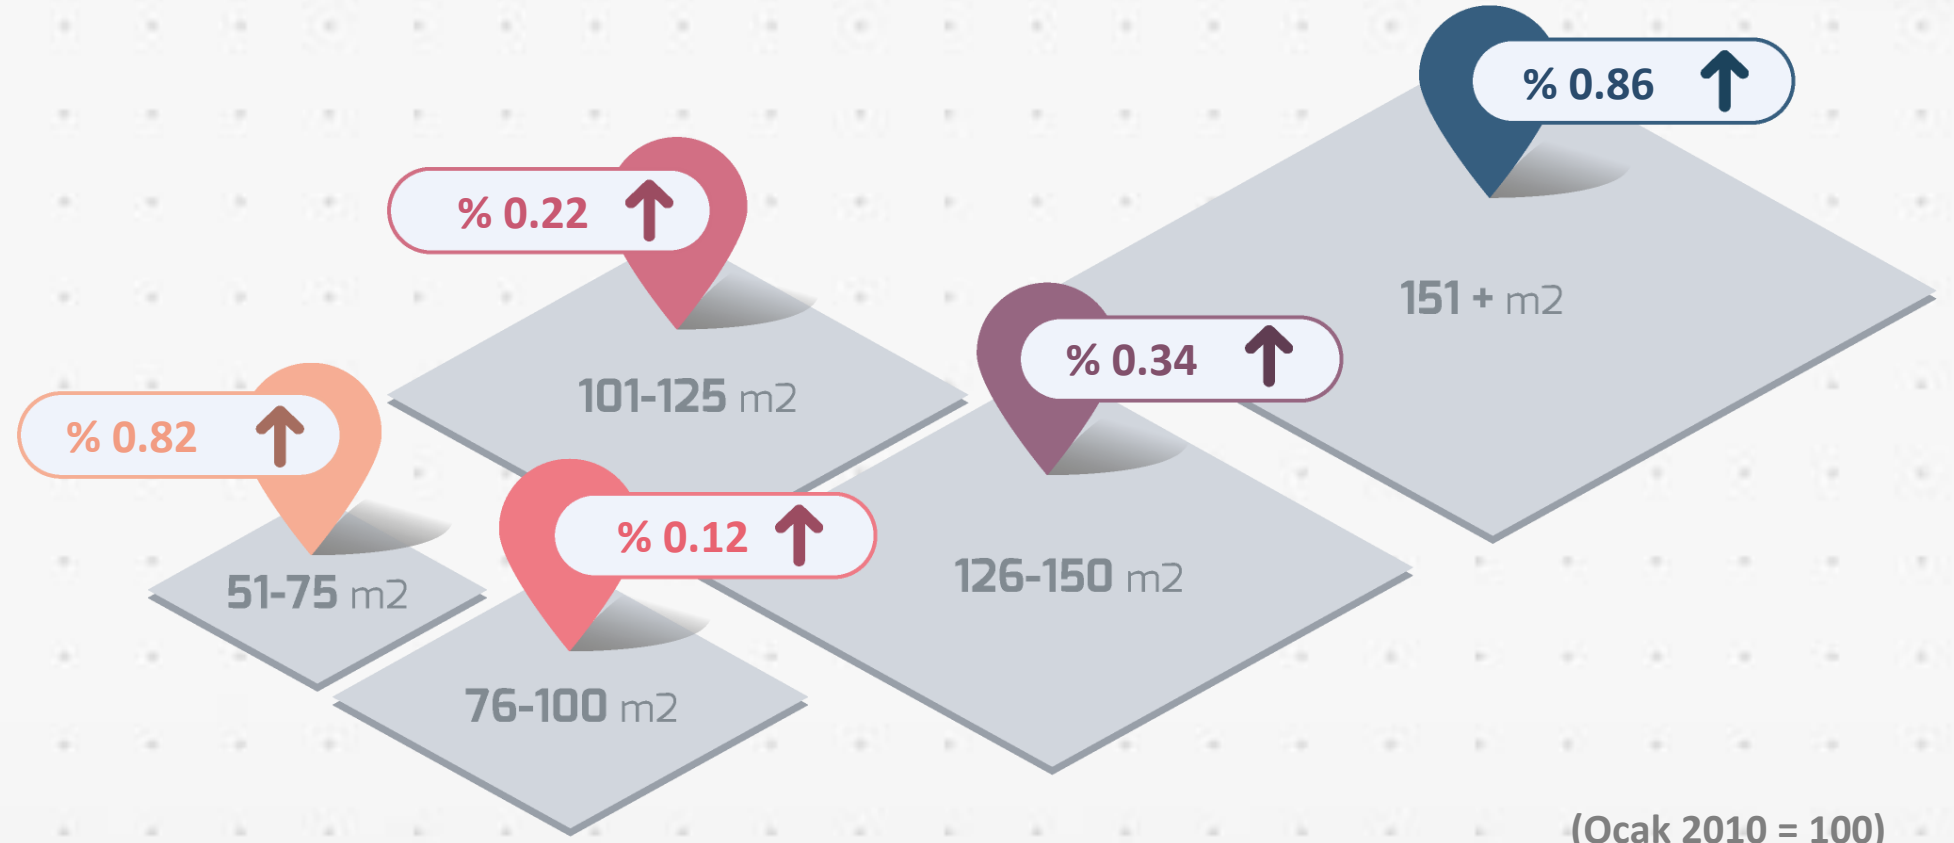 % 0.86
% 0.22
151 + m2
% 0.34
101-125 m2
% 0.82
% 0.12
126-150 m2
51-75 m2
76-100 m2
(Ocak 2010 = 100)